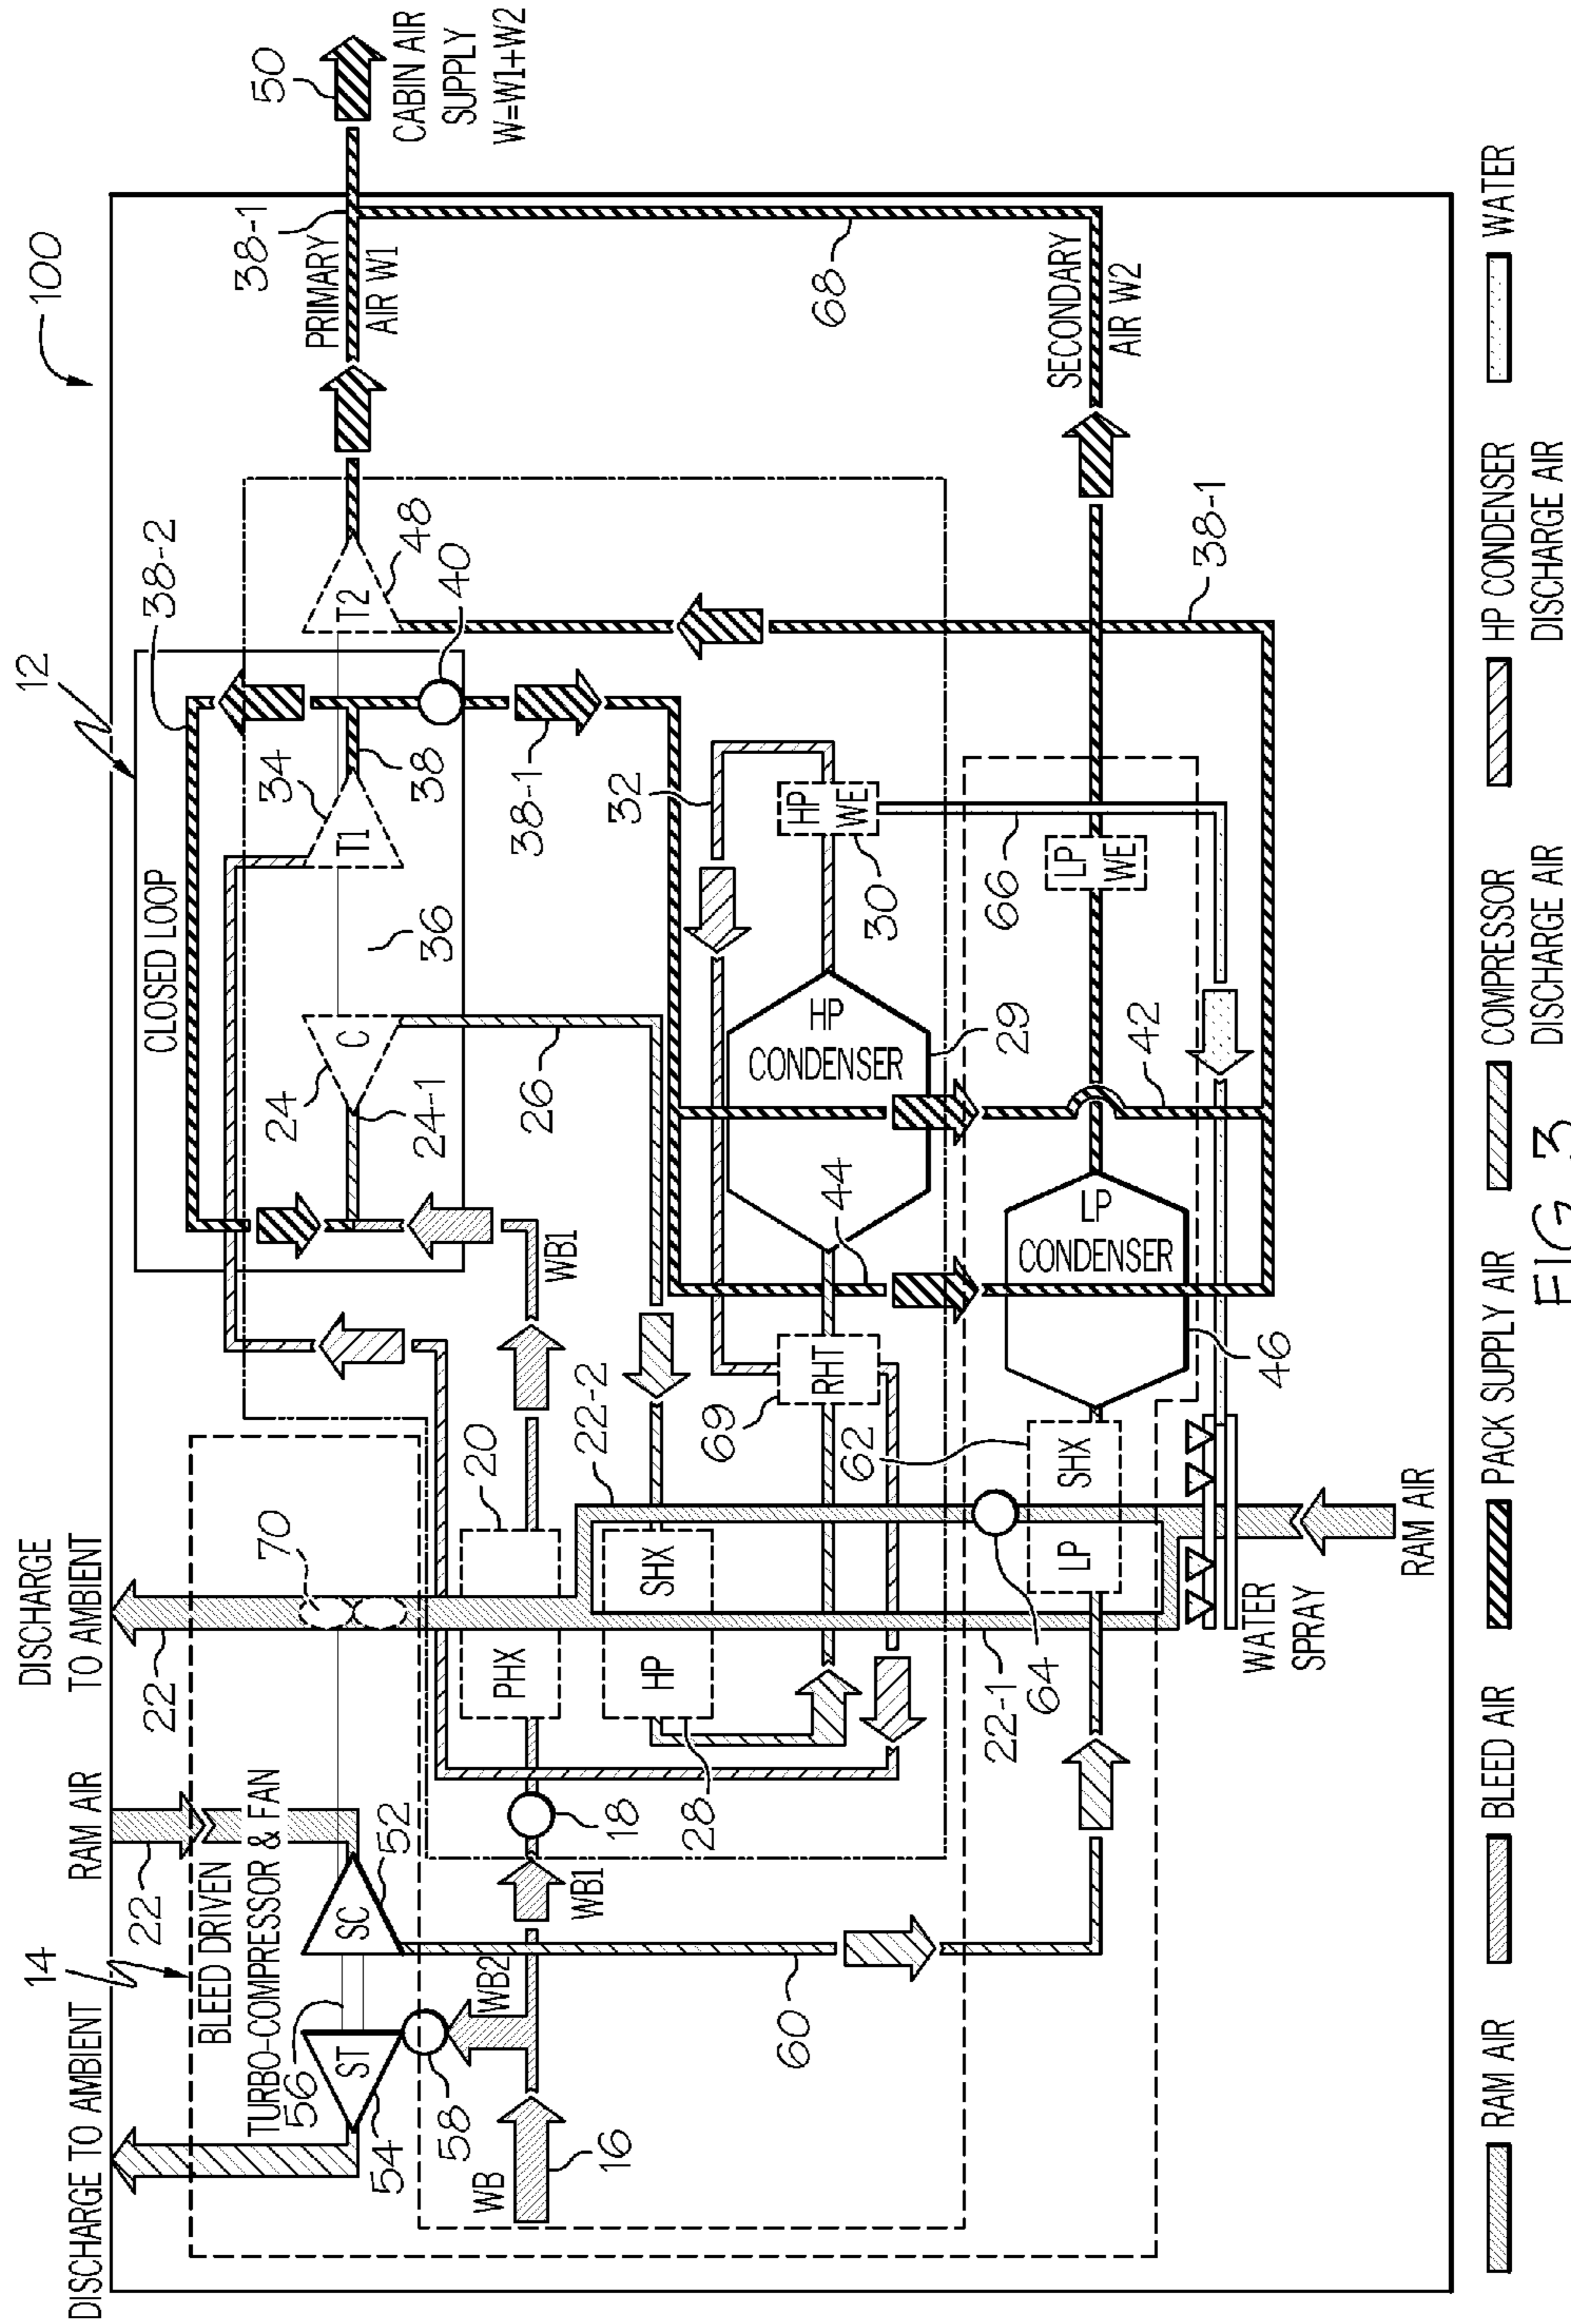 100
DISCHARGE TO AMBIENT
14
RAM AIR
22
DISCHARGE
TO AMBIENT
22
12
BLEED DRIVEN
TURBO-COMPRESSOR & FAN
70
CLOSED LOOP
38-2
38-1
50
56
ST
54
SC
52
24
C
24-1
36
34
T1
38
T2
48
40
PRIMARY
AIR W1
CABIN AIR
SUPPLY
W=W1+W2
58
WB2
WB
16
WB1
18
PHX
20
WB1
26
38-1
HP
SHX
28
22-2
32
RHT
69
44
HP
CONDENSER
29
HP
WE
30
68
60
22-1
64
62
LP
SHX
LP
CONDENSER
46
42
LP
WE
66
SECONDARY
AIR W2
38-1
WATER
SPRAY
RAM AIR
RAM AIR
BLEED AIR
PACK SUPPLY AIR
COMPRESSOR
DISCHARGE AIR
HP CONDENSER
DISCHARGE AIR
WATER
FIG. 3